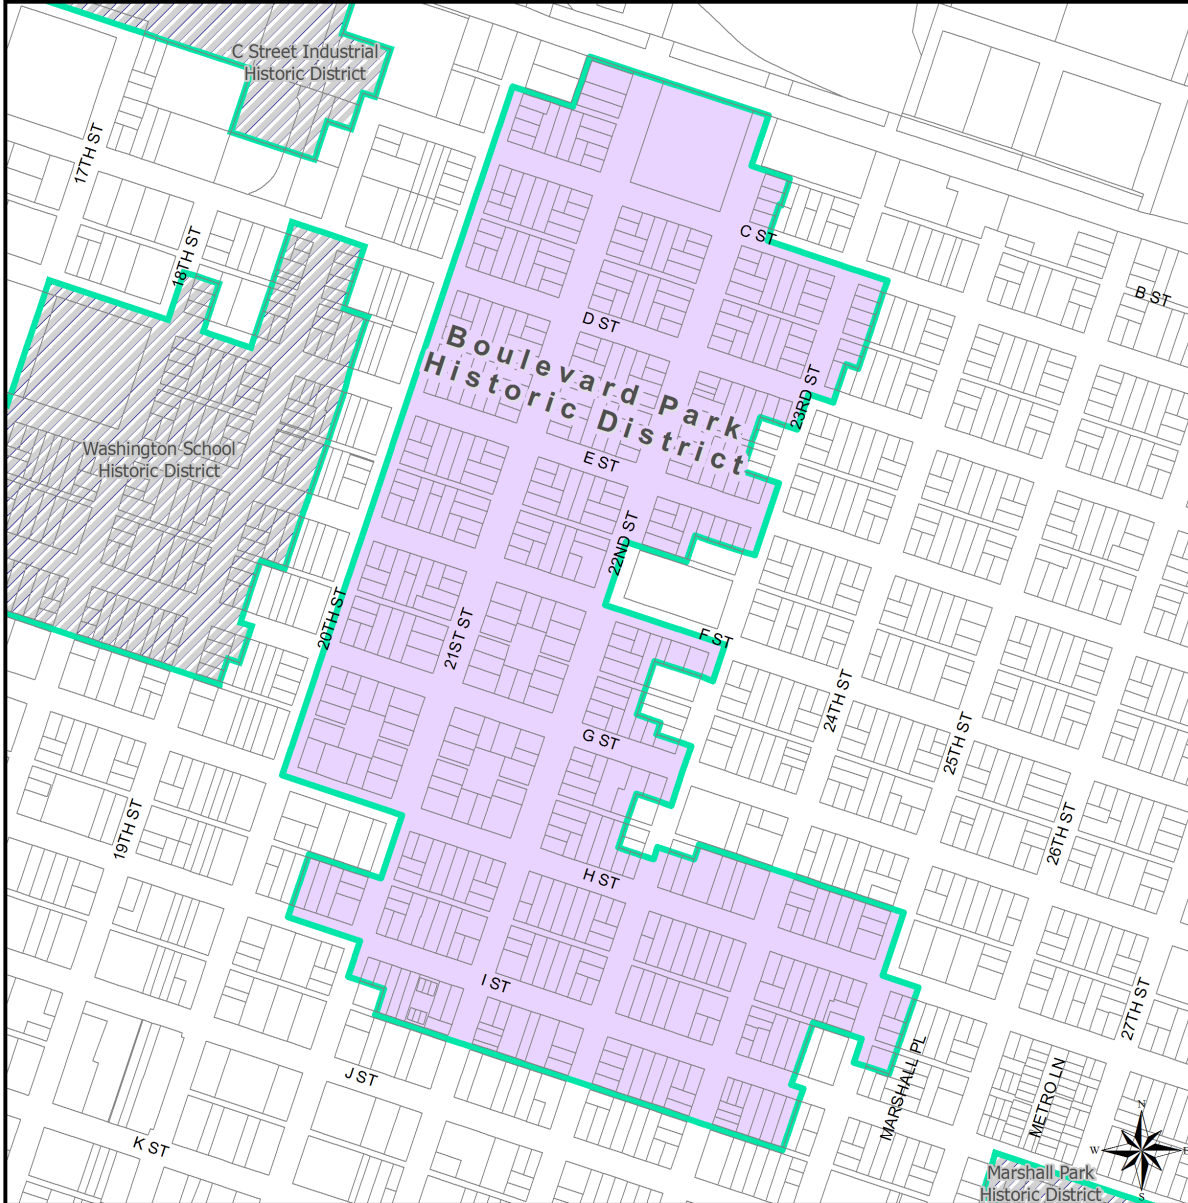 C Street Industrial
Historic District
17TH ST
18TH ST
C ST
B ST
D ST
Boulevard Park
Historic District
23RD ST
Washington School
Historic District
E ST
22ND ST
20TH ST
21ST ST
F ST
24TH ST
25TH ST
G ST
19TH ST
26TH ST
H ST
I ST
27TH ST
J ST
MARSHALL PL
METRO LN
K ST
N
W
E
S
Marshall Park
Historic District